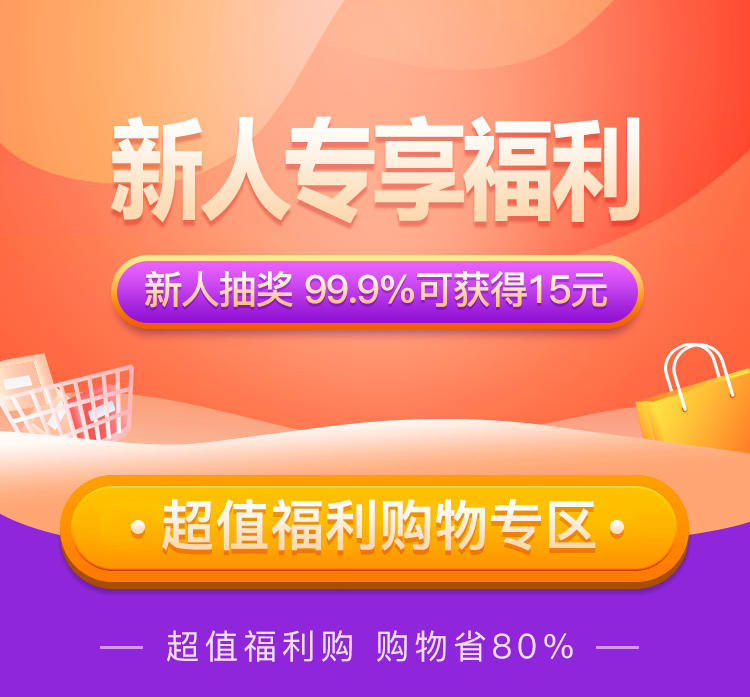 新人专享福利
新人抽奖 99.9%可获得15元
· 超值福利购物专区 ·
— 超值福利购 购物省80% —